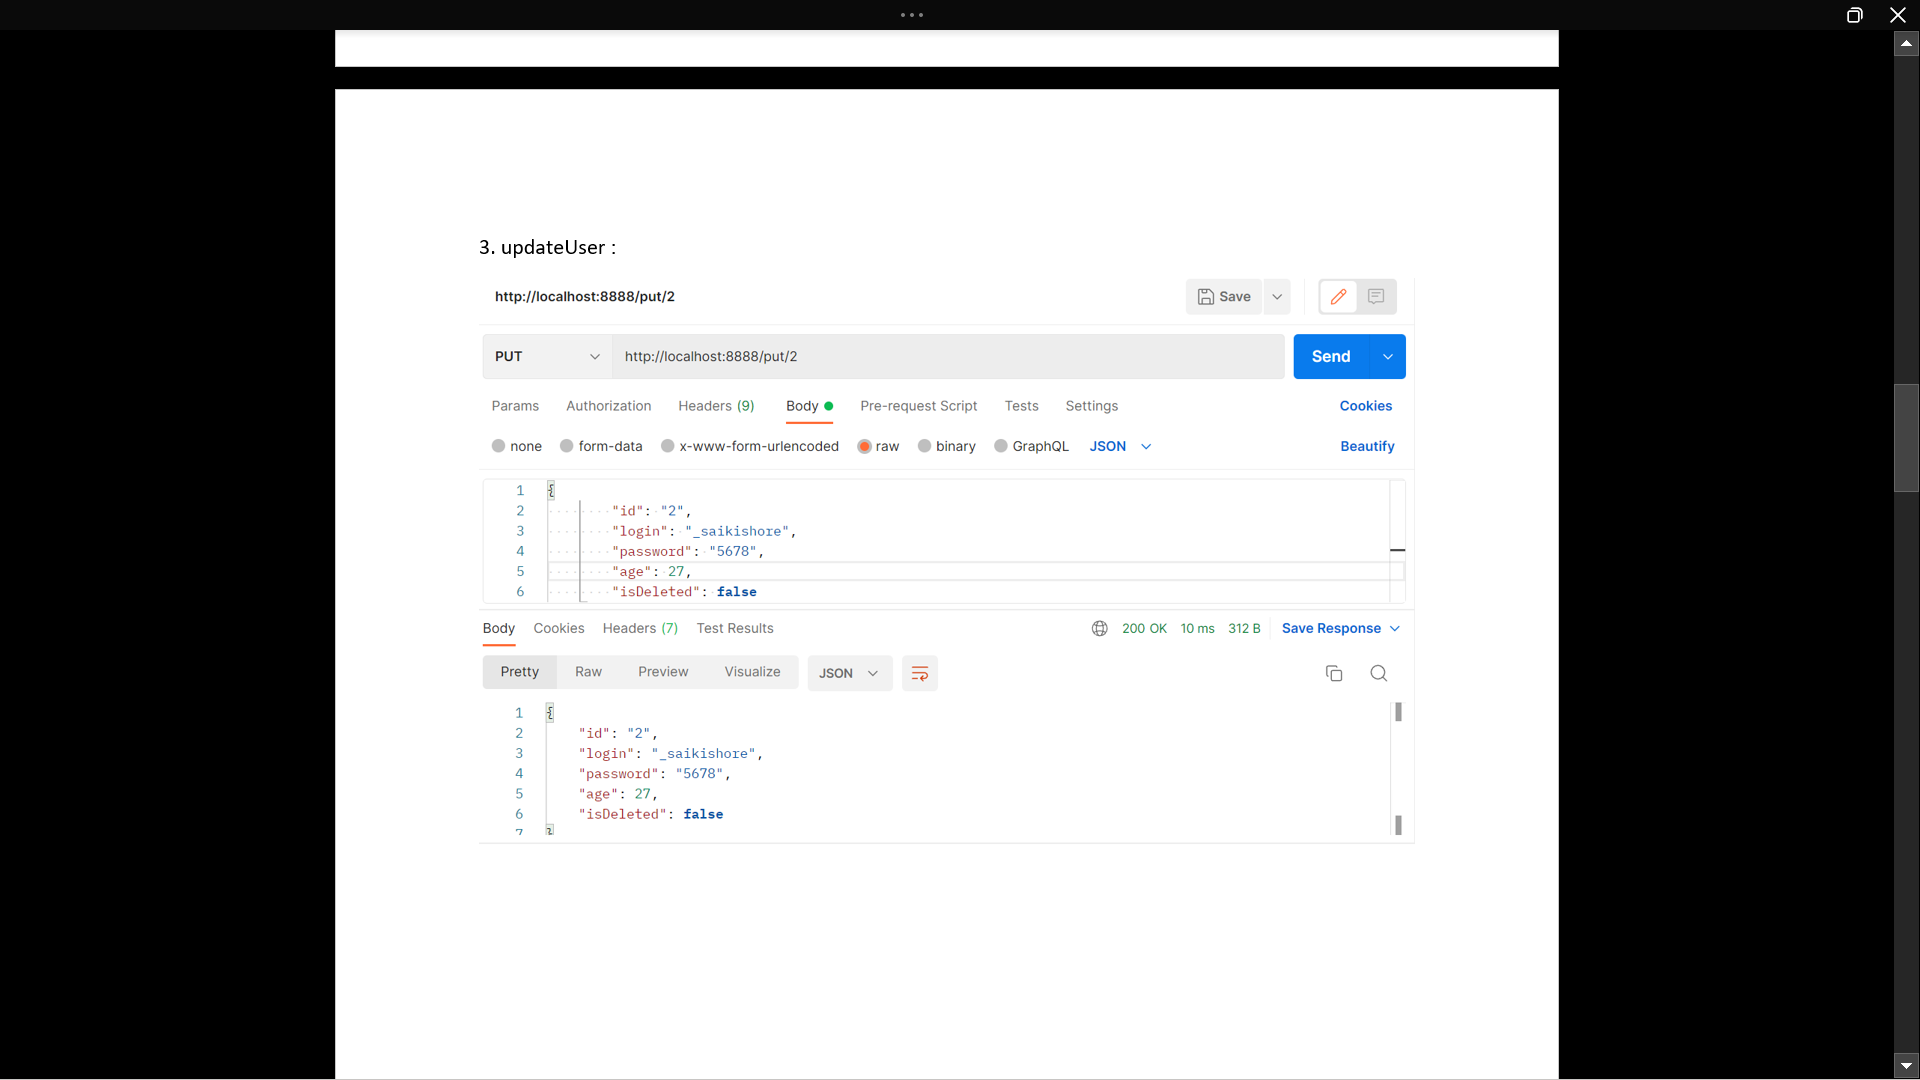 3. updateUser :
http://localhost:8888/put/2
Save
PUT http://localhost:8888/put/2 Send
Params Authorization Headers (9) Body Pre-request Script Tests Settings Cookies
none form-data x-www-form-urlencoded raw binary GraphQL JSON Beautify
1 {
2 "id": "2",
3 "login": "_saikishore",
4 "password": "5678",
5 "age": 27,
6 "isDeleted": false
Body Cookies Headers (7) Test Results 200 OK 10 ms 312 B Save Response
Pretty Raw Preview Visualize JSON
1 {
2 "id": "2",
3 "login": "_saikishore",
4 "password": "5678",
5 "age": 27,
6 "isDeleted": false
7 }